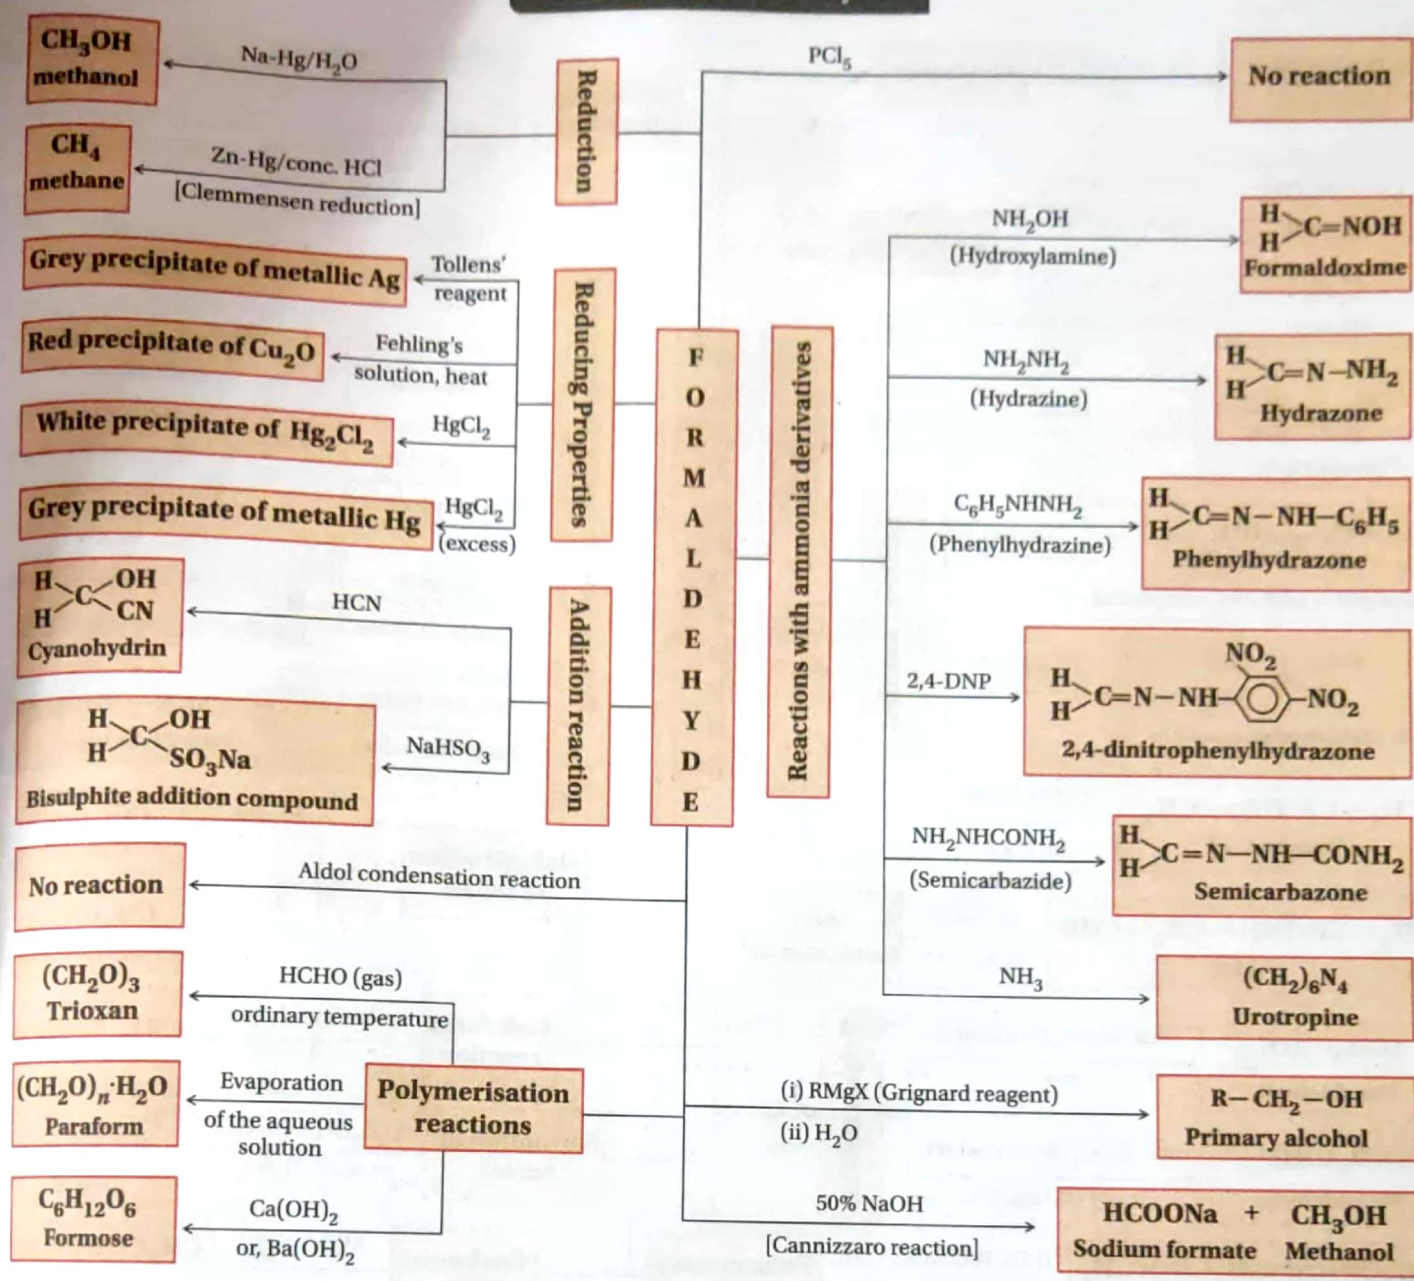 CH₃OH
methanol
Na-Hg/H₂O
CH₄
methane
Zn-Hg/conc. HCl
[Clemmensen reduction]
Reduction
PCl₅
No reaction
Grey precipitate of metallic Ag
Tollens'
reagent
Red precipitate of Cu₂O
Fehling's
solution, heat
White precipitate of Hg₂Cl₂
HgCl₂
Grey precipitate of metallic Hg
HgCl₂
(excess)
Reducing Properties
H
H
C
OH
CN
Cyanohydrin
HCN
H
H
C
OH
SO₃Na
Bisulphite addition compound
NaHSO₃
Addition reaction
FORMALDEHYDE
Reactions with ammonia derivatives
NH₂OH
(Hydroxylamine)
H
H
C=NOH
Formaldoxime
NH₂NH₂
(Hydrazine)
H
H
C=N–NH₂
Hydrazone
C₆H₅NHNH₂
(Phenylhydrazine)
H
H
C=N–NH–C₆H₅
Phenylhydrazone
2,4-DNP
NO₂
H
H
C=N–NH
–NO₂
2,4-dinitrophenylhydrazone
NH₂NHCONH₂
(Semicarbazide)
H
H
C=N–NH–CONH₂
Semicarbazone
NH₃
(CH₂)₆N₄
Urotropine
No reaction
Aldol condensation reaction
(CH₂O)₃
Trioxan
HCHO (gas)
ordinary temperature
(CH₂O)ₙ·H₂O
Paraform
Evaporation
of the aqueous
solution
Polymerisation
reactions
C₆H₁₂O₆
Formose
Ca(OH)₂
or, Ba(OH)₂
(i) RMgX (Grignard reagent)
(ii) H₂O
R–CH₂–OH
Primary alcohol
50% NaOH
[Cannizzaro reaction]
HCOONa + CH₃OH
Sodium formate Methanol